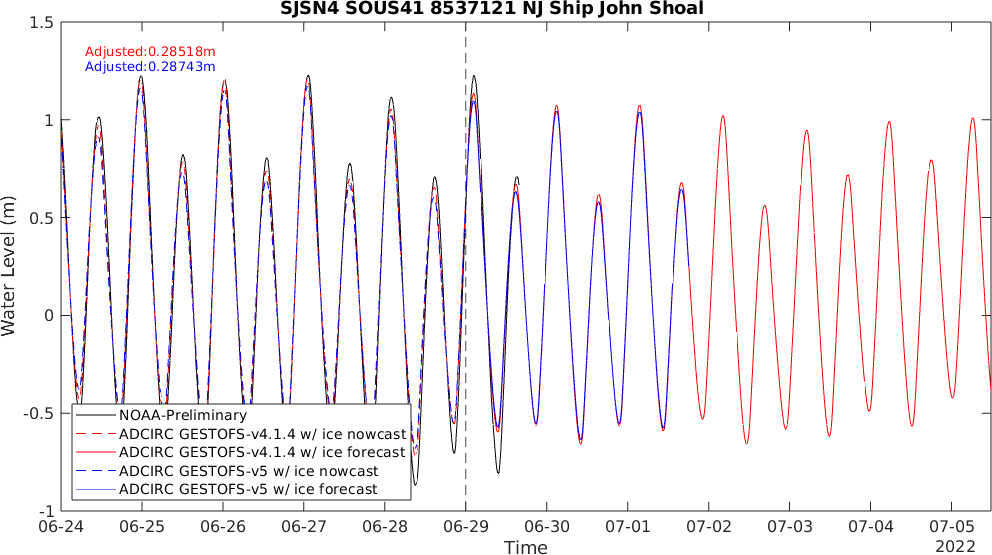 SJSN4 SOUS41 8537121 NJ Ship John Shoal
1.5
Adjusted:0.28518m
Adjusted:0.28743m
1
0.5
0
-0.5
-1
Water Level (m)
NOAA-Preliminary
ADCIRC GESTOFS-v4.1.4 w/ ice nowcast
ADCIRC GESTOFS-v4.1.4 w/ ice forecast
ADCIRC GESTOFS-v5 w/ ice nowcast
ADCIRC GESTOFS-v5 w/ ice forecast
06-24 06-25 06-26 06-27 06-28 06-29 06-30 07-01 07-02 07-03 07-04 07-05
Time
2022